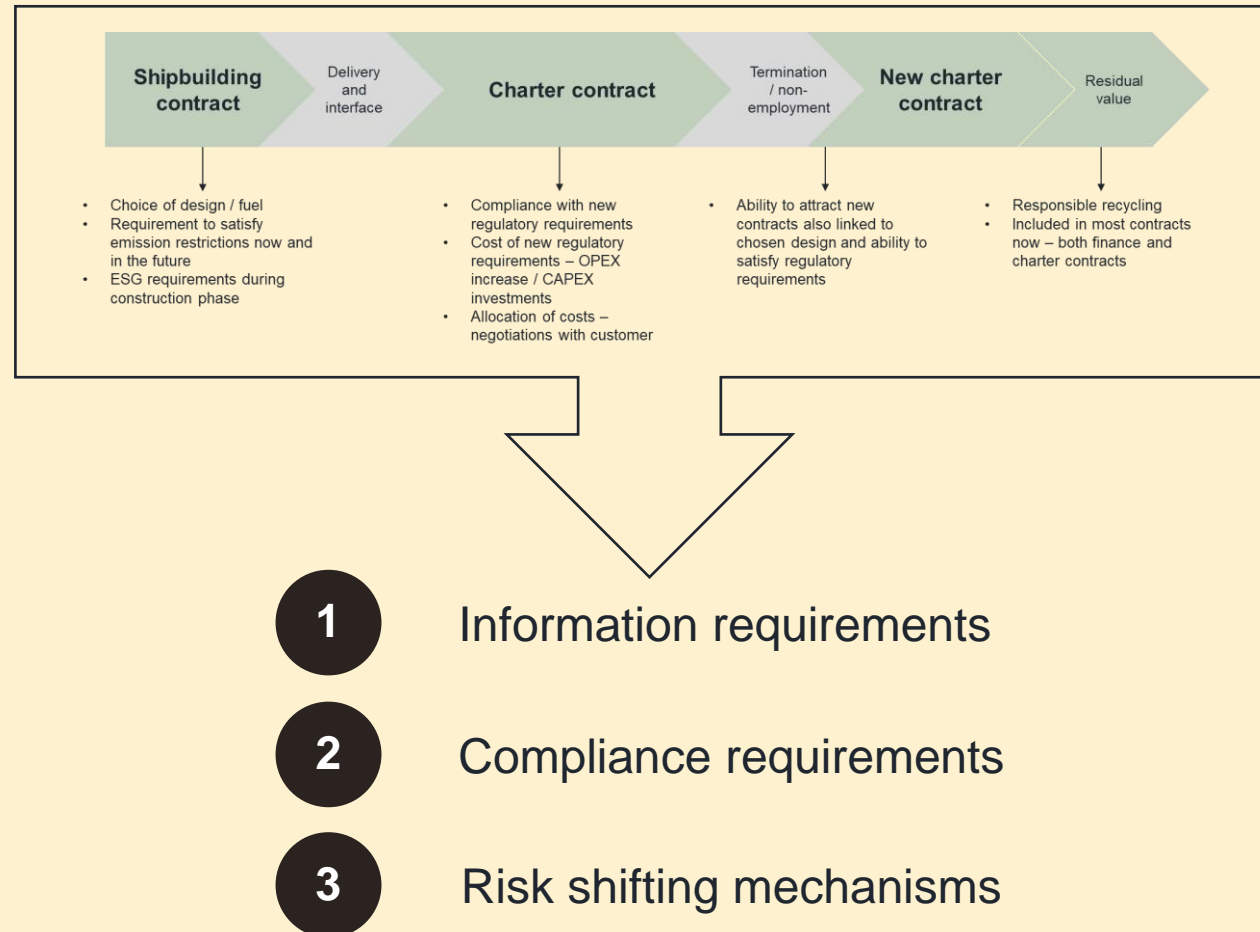 Shipbuilding
contract
Delivery
and
interface
Charter contract
Termination
/ non-
employment
New charter
contract
Residual
value
• Choice of design / fuel
• Requirement to satisfy
emission restrictions now and
in the future
• ESG requirements during
construction phase
• Compliance with new
regulatory requirements
• Cost of new regulatory
requirements – OPEX
increase / CAPEX
investments
• Allocation of costs –
negotiations with customer
• Ability to attract new
contracts also linked to
chosen design and ability to
satisfy regulatory
requirements
• Responsible recycling
• Included in most contracts
now – both finance and
charter contracts
1 Information requirements
2 Compliance requirements
3 Risk shifting mechanisms